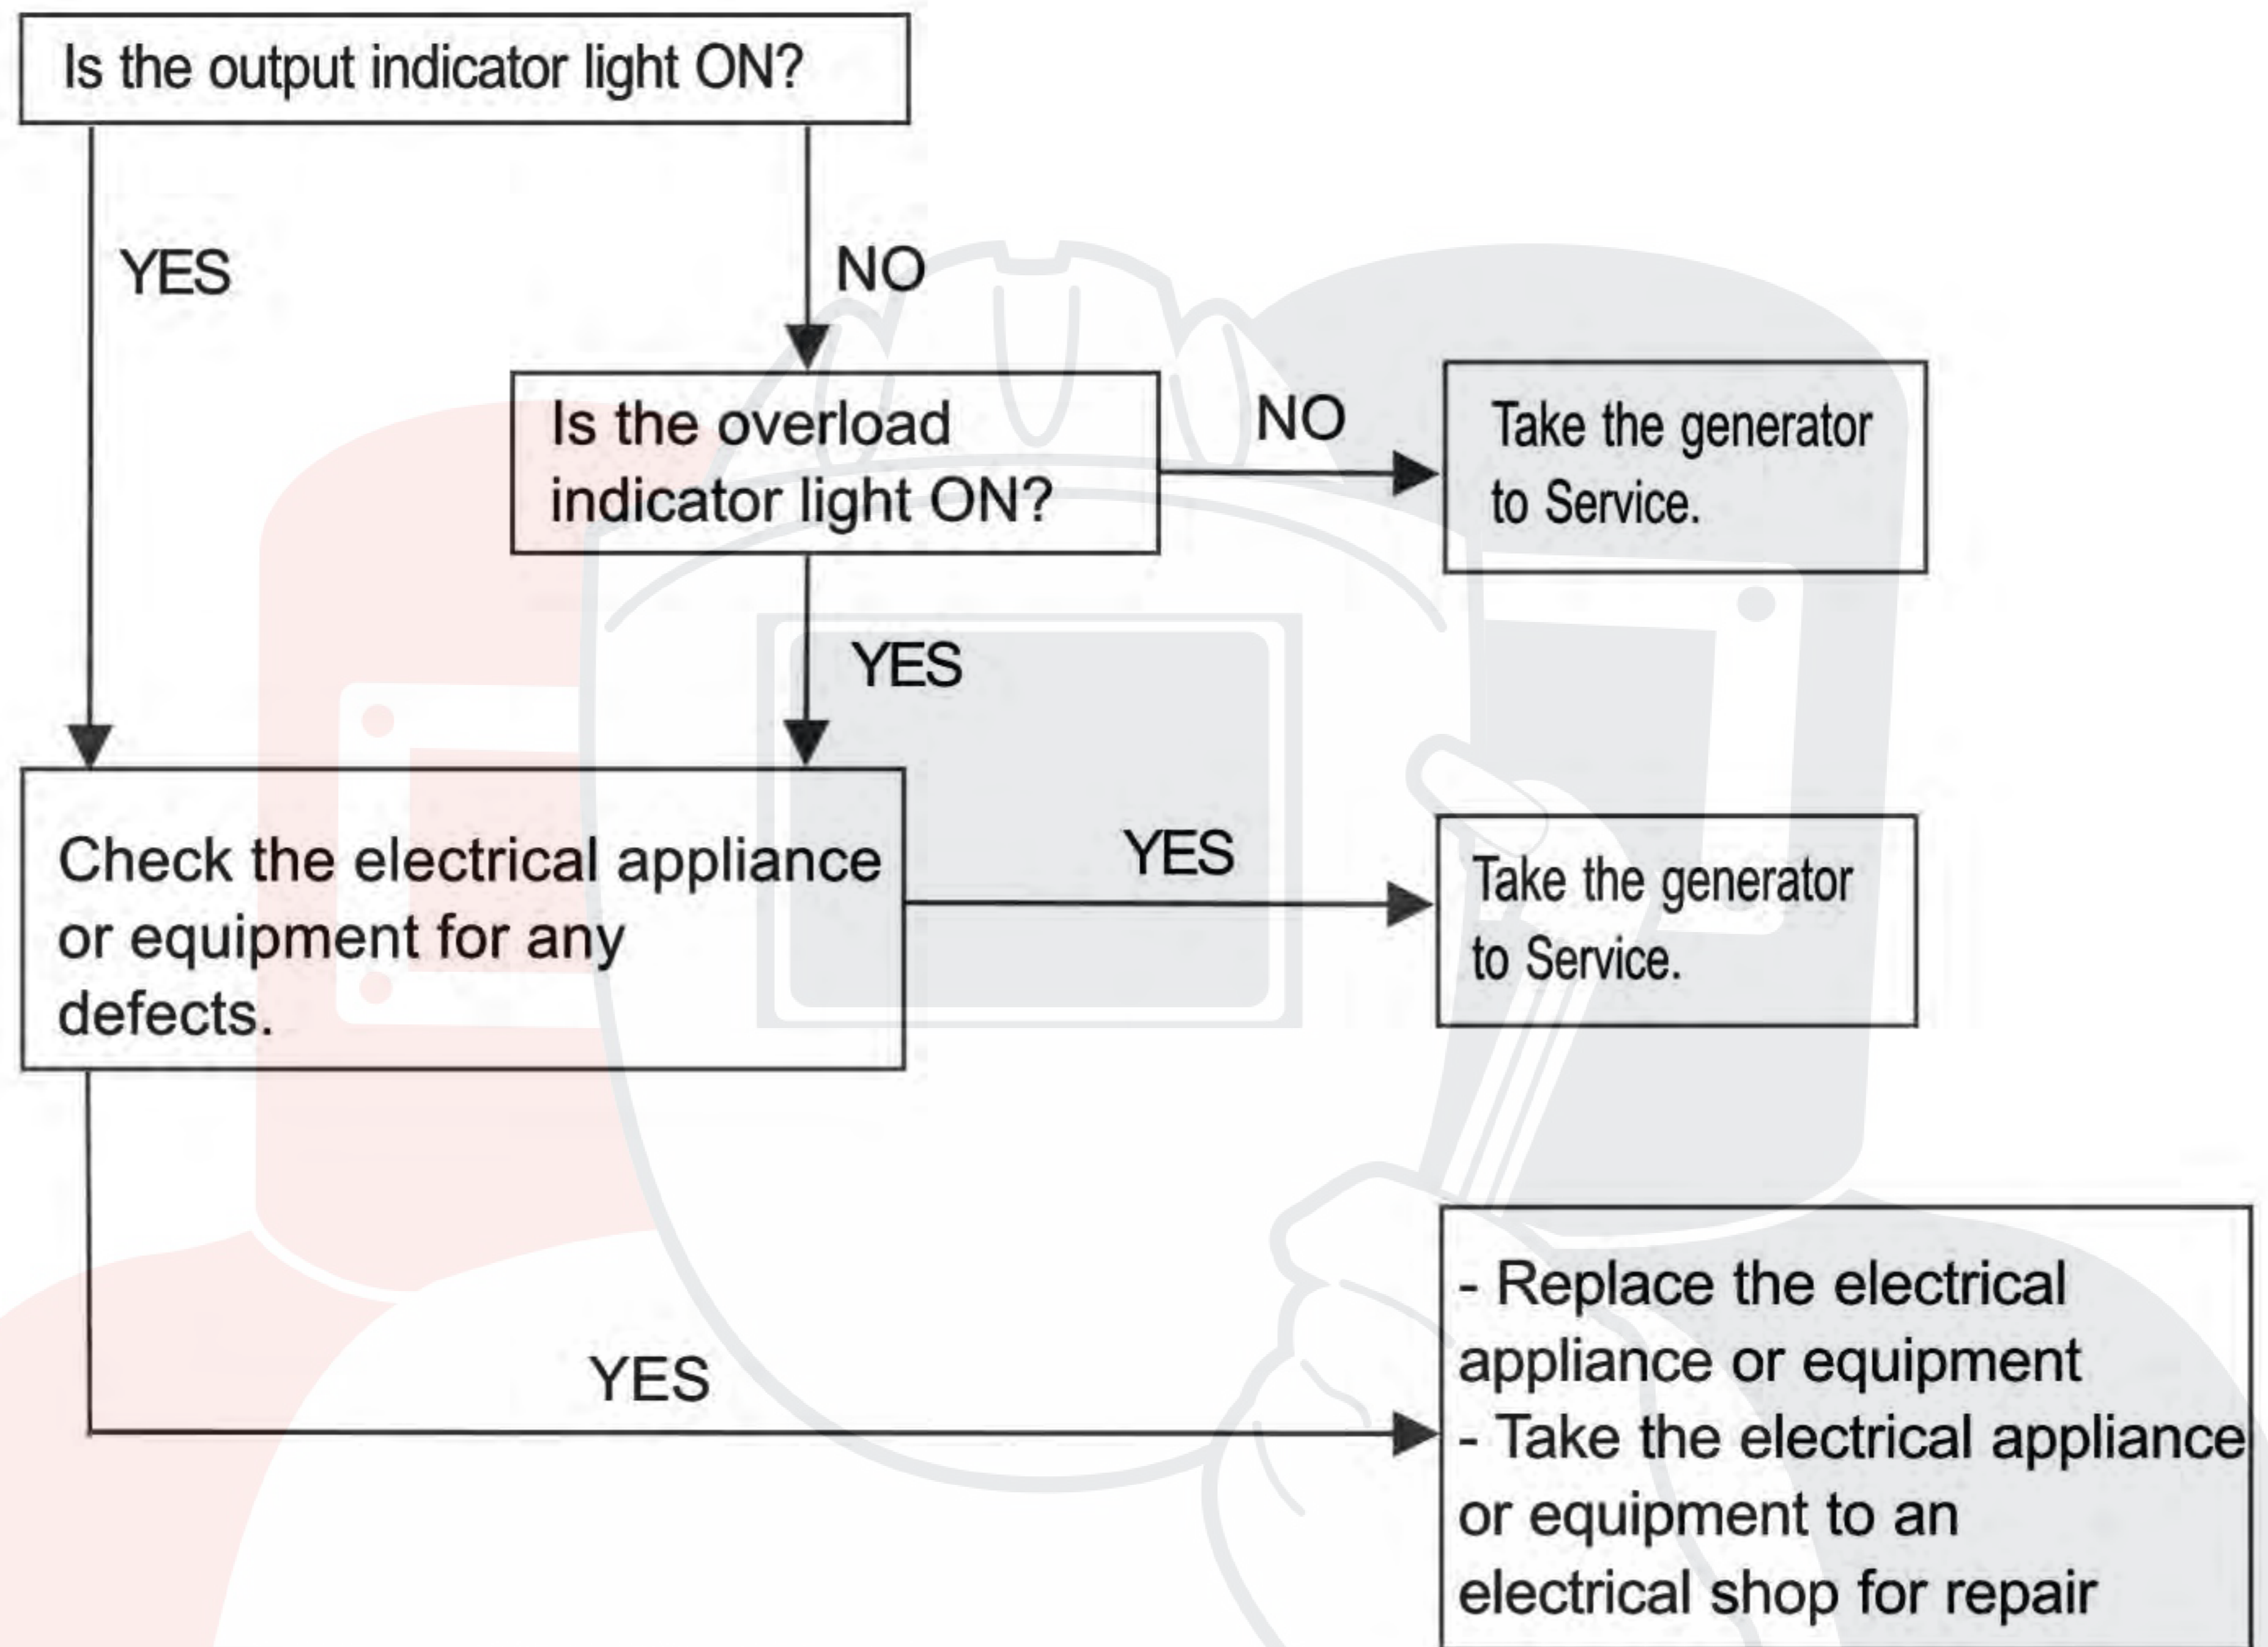 Is the output indicator light ON?
YES
NO
Is the overload
indicator light ON?
NO
Take the generator
to Service.
YES
Check the electrical appliance
or equipment for any
defects.
YES
Take the generator
to Service.
YES
- Replace the electrical
appliance or equipment
- Take the electrical appliance
or equipment to an
electrical shop for repair